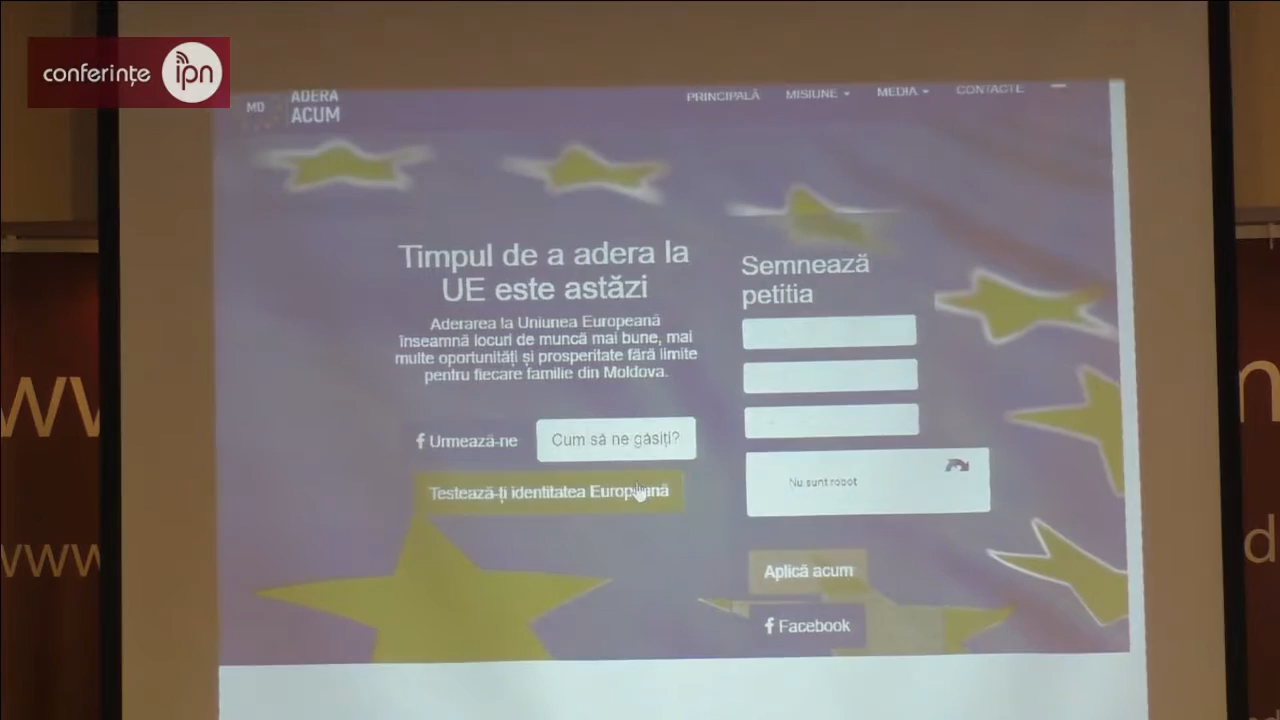 conferințe ipn
MD
ADERA
ACUM
PRINCIPALĂ MISIUNE MEDIA CONTACTE
Timpul de a adera la
UE este astăzi
Aderarea la Uniunea Europeană
înseamnă locuri de muncă mai bune, mai
multe oportunități și prosperitate fără limite
pentru fiecare familie din Moldova.
Urmează-ne
Cum să ne găsiți?
Testează-ți identitatea Europeană
Semnează
petitia
Nu sunt robot
Aplică acum
Facebook